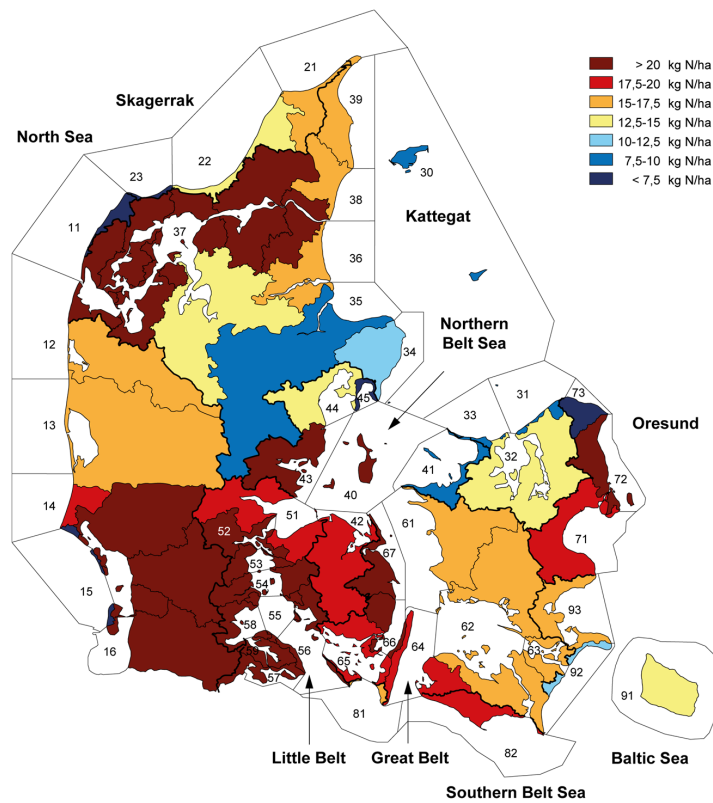 21
> 20 kg N/ha
17,5-20 kg N/ha
15-17,5 kg N/ha
12,5-15 kg N/ha
10-12,5 kg N/ha
7,5-10 kg N/ha
< 7,5 kg N/ha
Skagerrak
39
North Sea
22
23
30
11
38
Kattegat
37
36
35
12
Northern
Belt Sea
34
45
44
33
31
73
13
Oresund
32
41
43
72
14
40
51
42
61
52
71
67
53
15
54
55
93
58
62
66
64
63
16
59
56
65
57
92
91
81
82
Little Belt
Great Belt
Baltic Sea
Southern Belt Sea